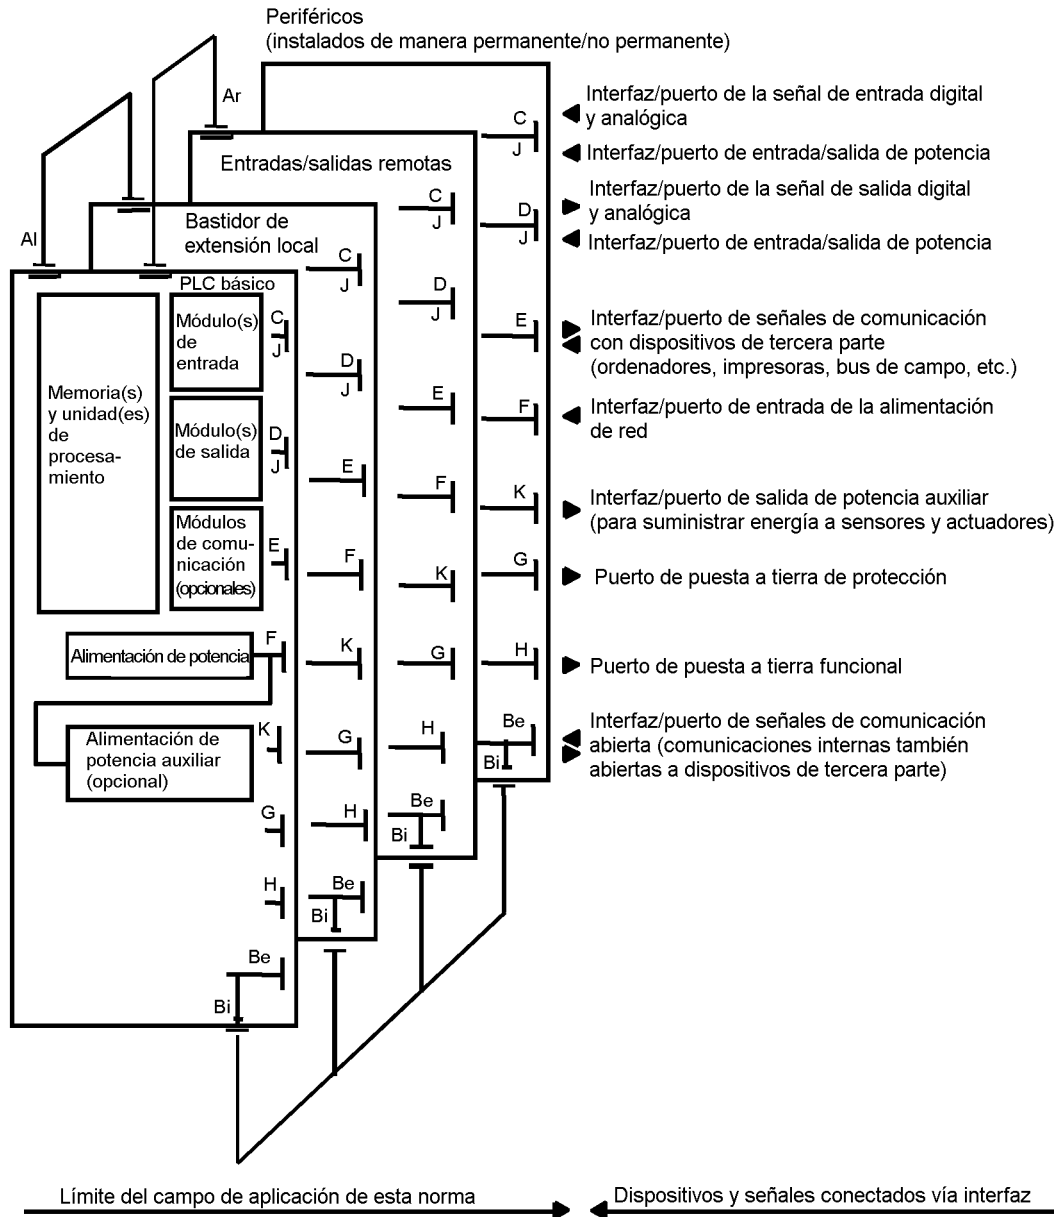 Periféricos
(instalados de manera permanente/no permanente)
Ar
Al
C
J
Interfaz/puerto de la señal de entrada digital
y analógica
Interfaz/puerto de entrada/salida de potencia
D
J
Interfaz/puerto de la señal de salida digital
y analógica
Interfaz/puerto de entrada/salida de potencia
E
Interfaz/puerto de señales de comunicación
con dispositivos de tercera parte
(ordenadores, impresoras, bus de campo, etc.)
F
Interfaz/puerto de entrada de la alimentación
de red
K
Interfaz/puerto de salida de potencia auxiliar
(para suministrar energía a sensores y actuadores)
G
Puerto de puesta a tierra de protección
H
Puerto de puesta a tierra funcional
Be
Bi
Interfaz/puerto de señales de comunicación
abierta (comunicaciones internas también
abiertas a dispositivos de tercera parte)
Entradas/salidas remotas
C
J
D
J
E
F
K
G
H
Be
Bi
Bastidor de
extensión local
C
J
D
J
E
F
K
G
H
Be
Bi
PLC básico
Memoria(s)
y unidad(es)
de
procesa-
miento
Módulo(s)
de
entrada
C
J
Módulo(s)
de salida
D
J
Módulos
de comu-
nicación
(opcionales)
E
Alimentación de potencia
F
Alimentación de
potencia auxiliar
(opcional)
K
G
H
Be
Bi
Límite del campo de aplicación de esta norma
Dispositivos y señales conectados vía interfaz